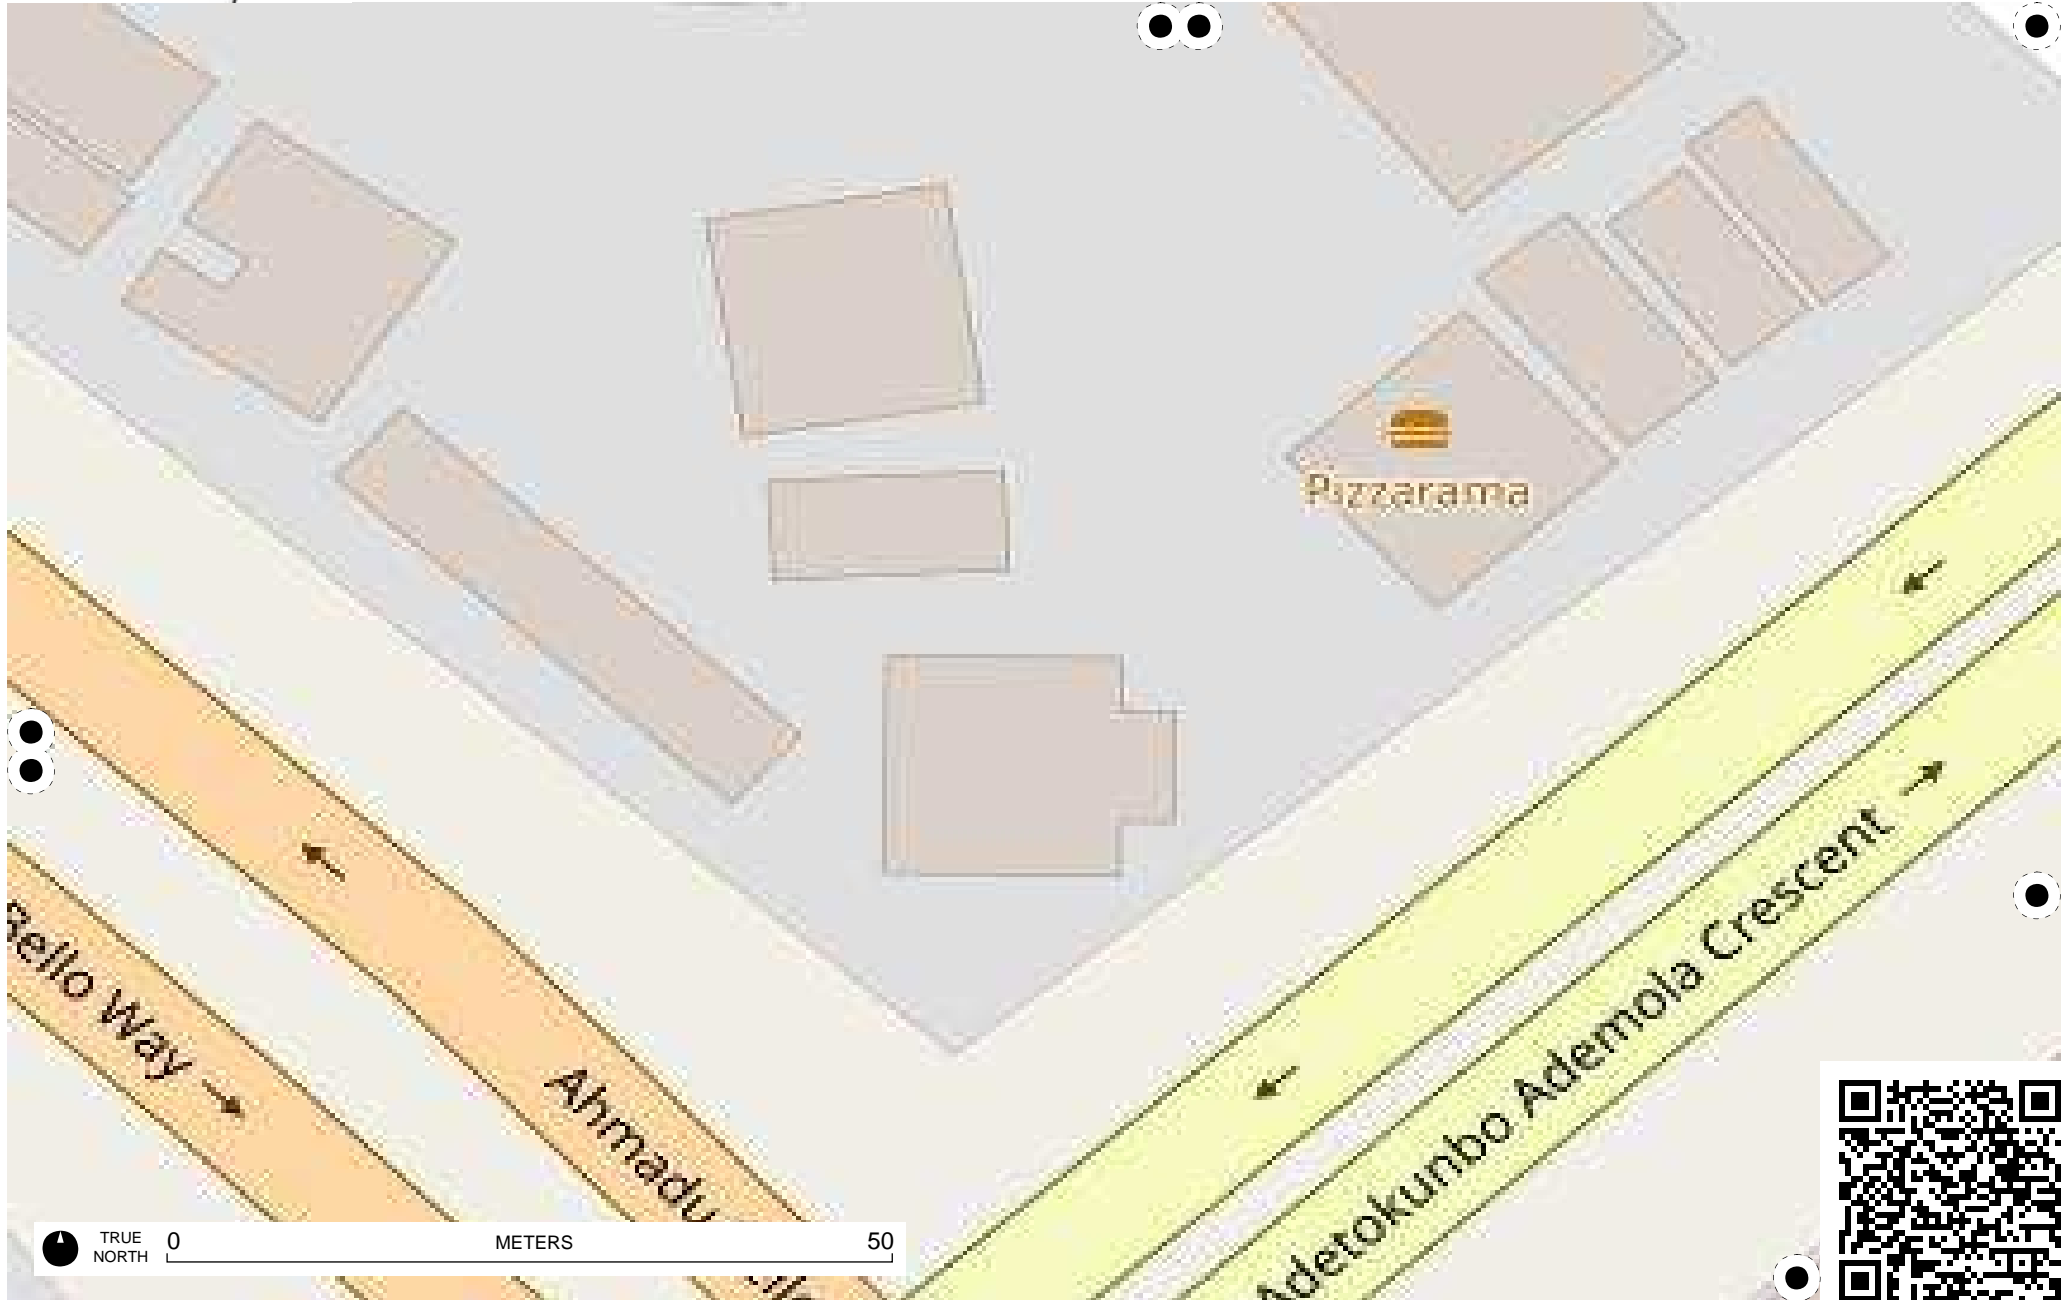 Pizzarama
Adetokunbo Ademola Crescent
Bello Way
Ahmadu
TRUE
NORTH
0 METERS 50